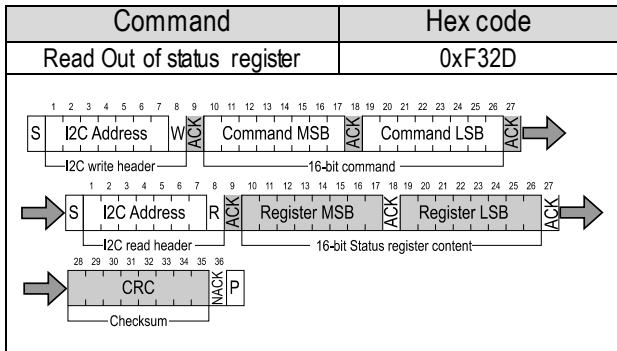 Command Hex code
Read Out of status register 0xF32D
1 2 3 4 5 6 7 8 9 10 11 12 13 14 15 16 17 18 19 20 21 22 23 24 25 26 27
S I2C Address W ACK Command MSB ACK Command LSB ACK
I2C write header 16-bit command
1 2 3 4 5 6 7 8 9 10 11 12 13 14 15 16 17 18 19 20 21 22 23 24 25 26 27
S I2C Address R ACK Register MSB ACK Register LSB ACK
I2C read header 16-bit Status register content
28 29 30 31 32 33 34 35 36
CRC NACK P
Checksum